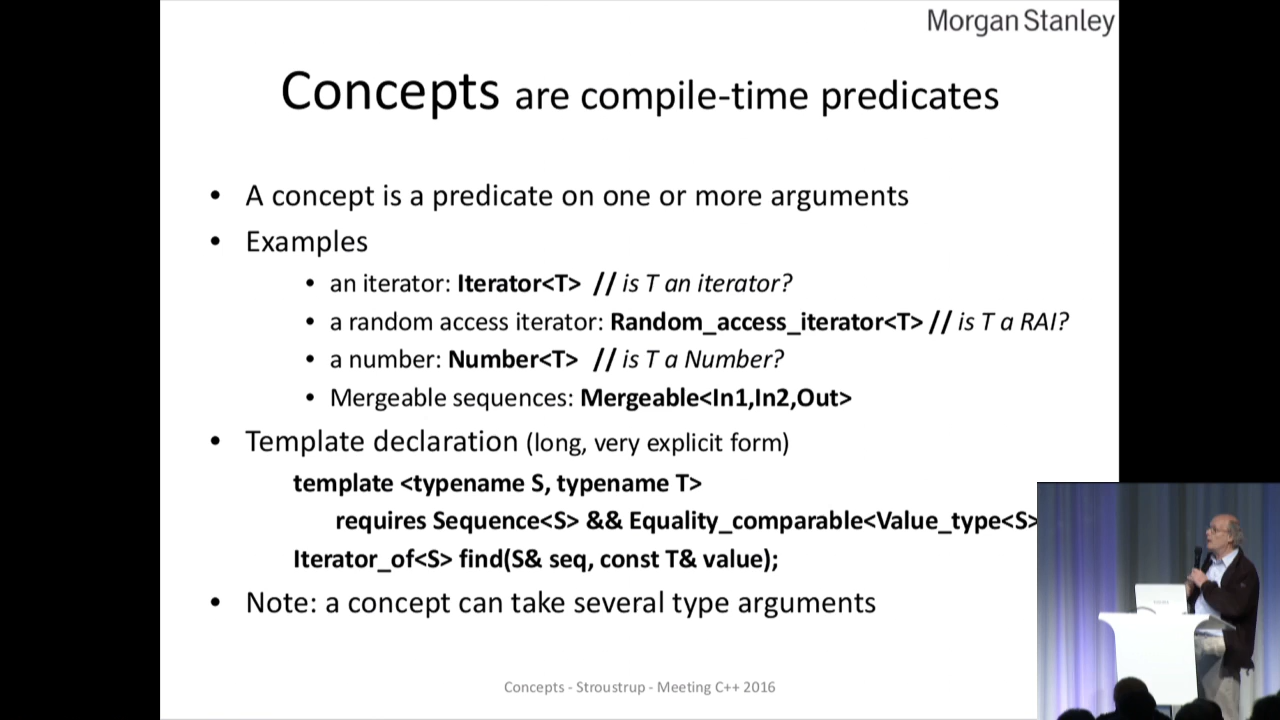 Morgan Stanley
Concepts are compile-time predicates
• A concept is a predicate on one or more arguments
• Examples
• an iterator: Iterator<T> // is T an iterator?
• a random access iterator: Random_access_iterator<T> // is T a RAI?
• a number: Number<T> // is T a Number?
• Mergeable sequences: Mergeable<In1,In2,Out>
• Template declaration (long, very explicit form)
template <typename S, typename T>
requires Sequence<S> && Equality_comparable<Value_type<S>
Iterator_of<S> find(S& seq, const T& value);
• Note: a concept can take several type arguments
Concepts - Stroustrup - Meeting C++ 2016